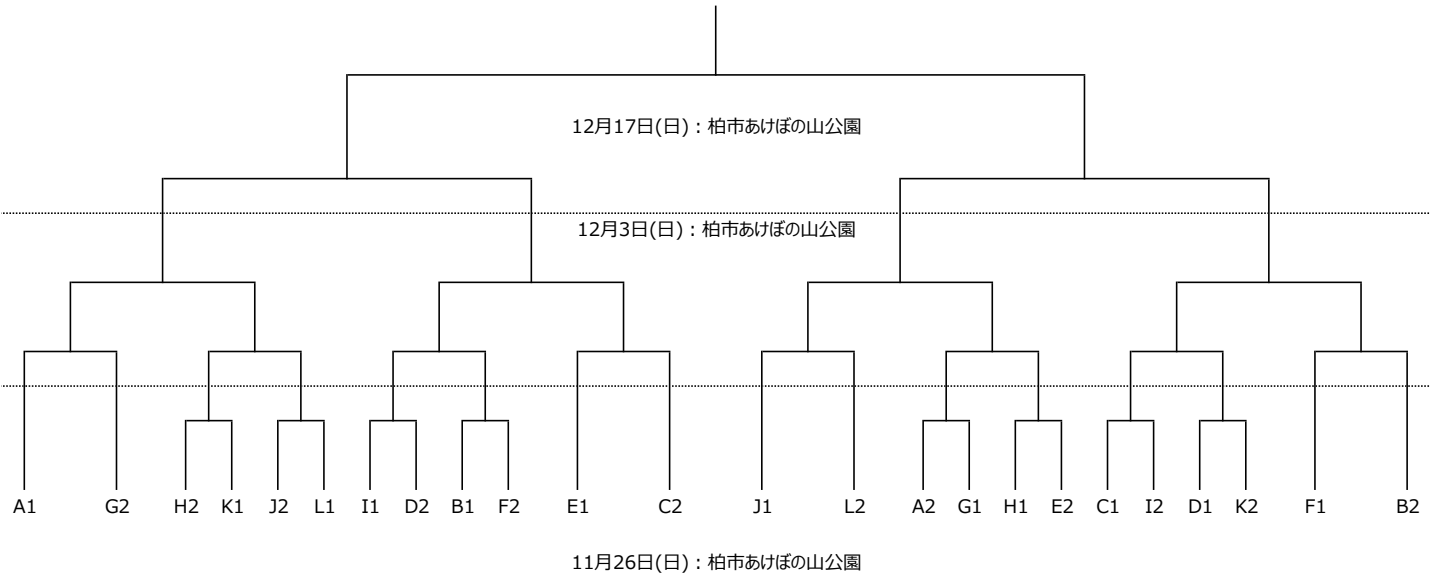 12月17日(日)：柏市あけぼの山公園
12月3日(日)：柏市あけぼの山公園
A1 G2 H2 K1 J2 L1 I1 D2 B1 F2 E1 C2 J1 L2 A2 G1 H1 E2 C1 I2 D1 K2 F1 B2
11月26日(日)：柏市あけぼの山公園